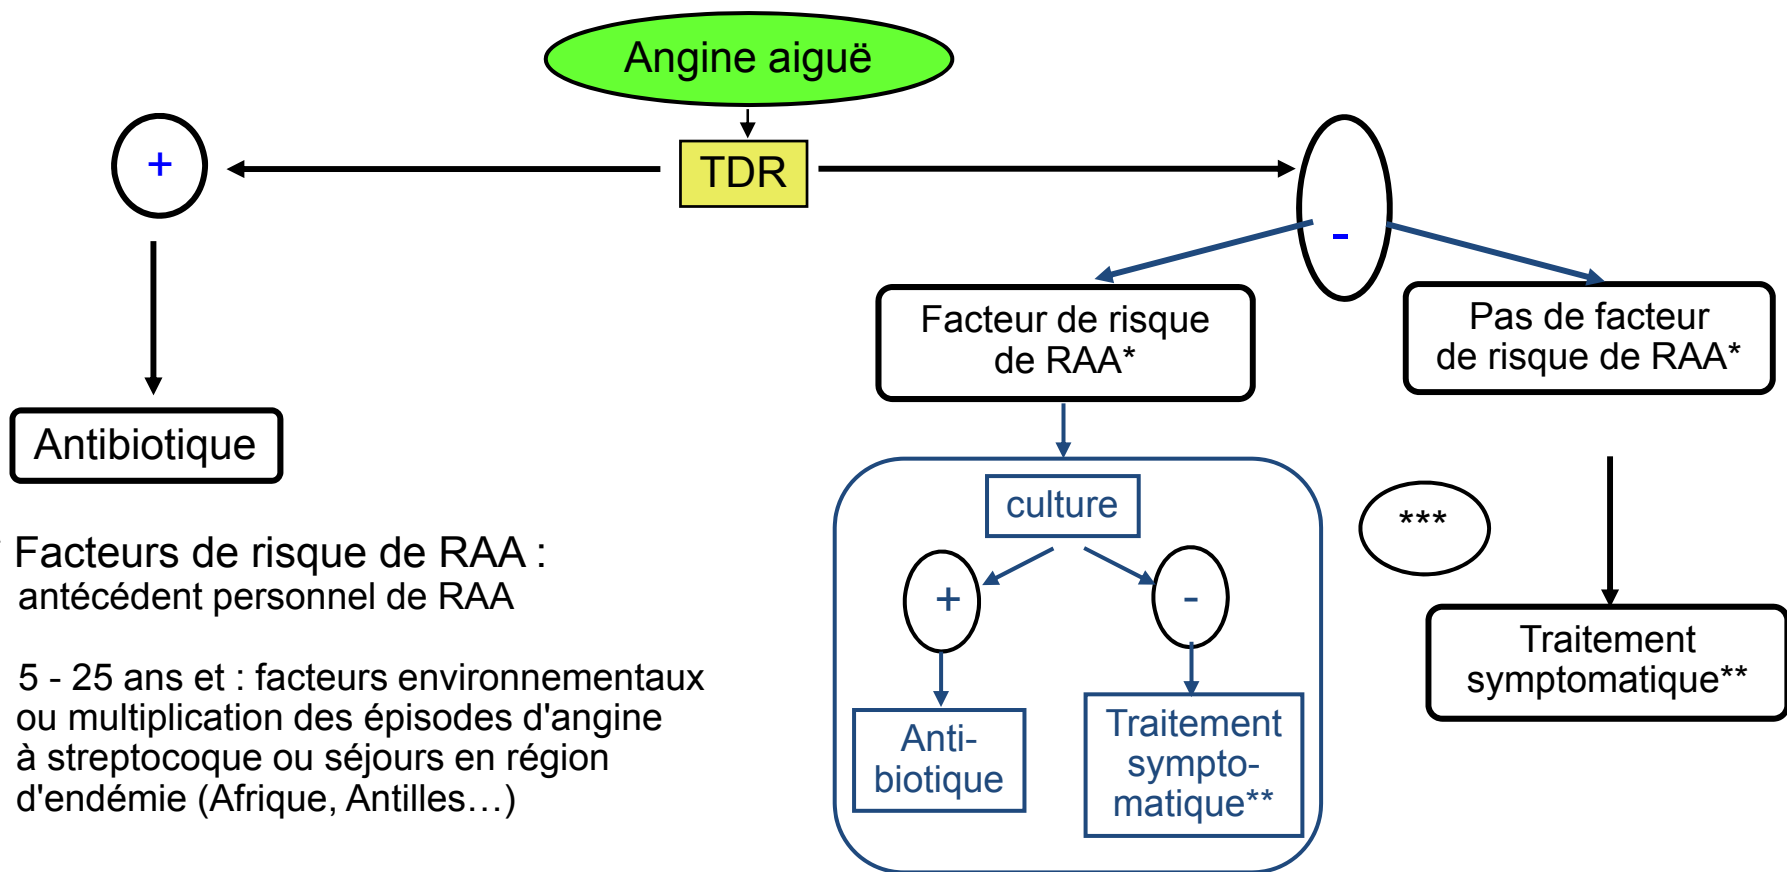 Angine aiguë
+
TDR
-
Facteur de risque
de RAA*
Pas de facteur
de risque de RAA*
Antibiotique
culture
***
+
-
Anti-
biotique
Traitement
sympto-
matique**
Traitement
symptomatique**
* Facteurs de risque de RAA :
antécédent personnel de RAA
5 - 25 ans et : facteurs environnementaux
ou multiplication des épisodes d'angine
à streptocoque ou séjours en région
d'endémie (Afrique, Antilles…)